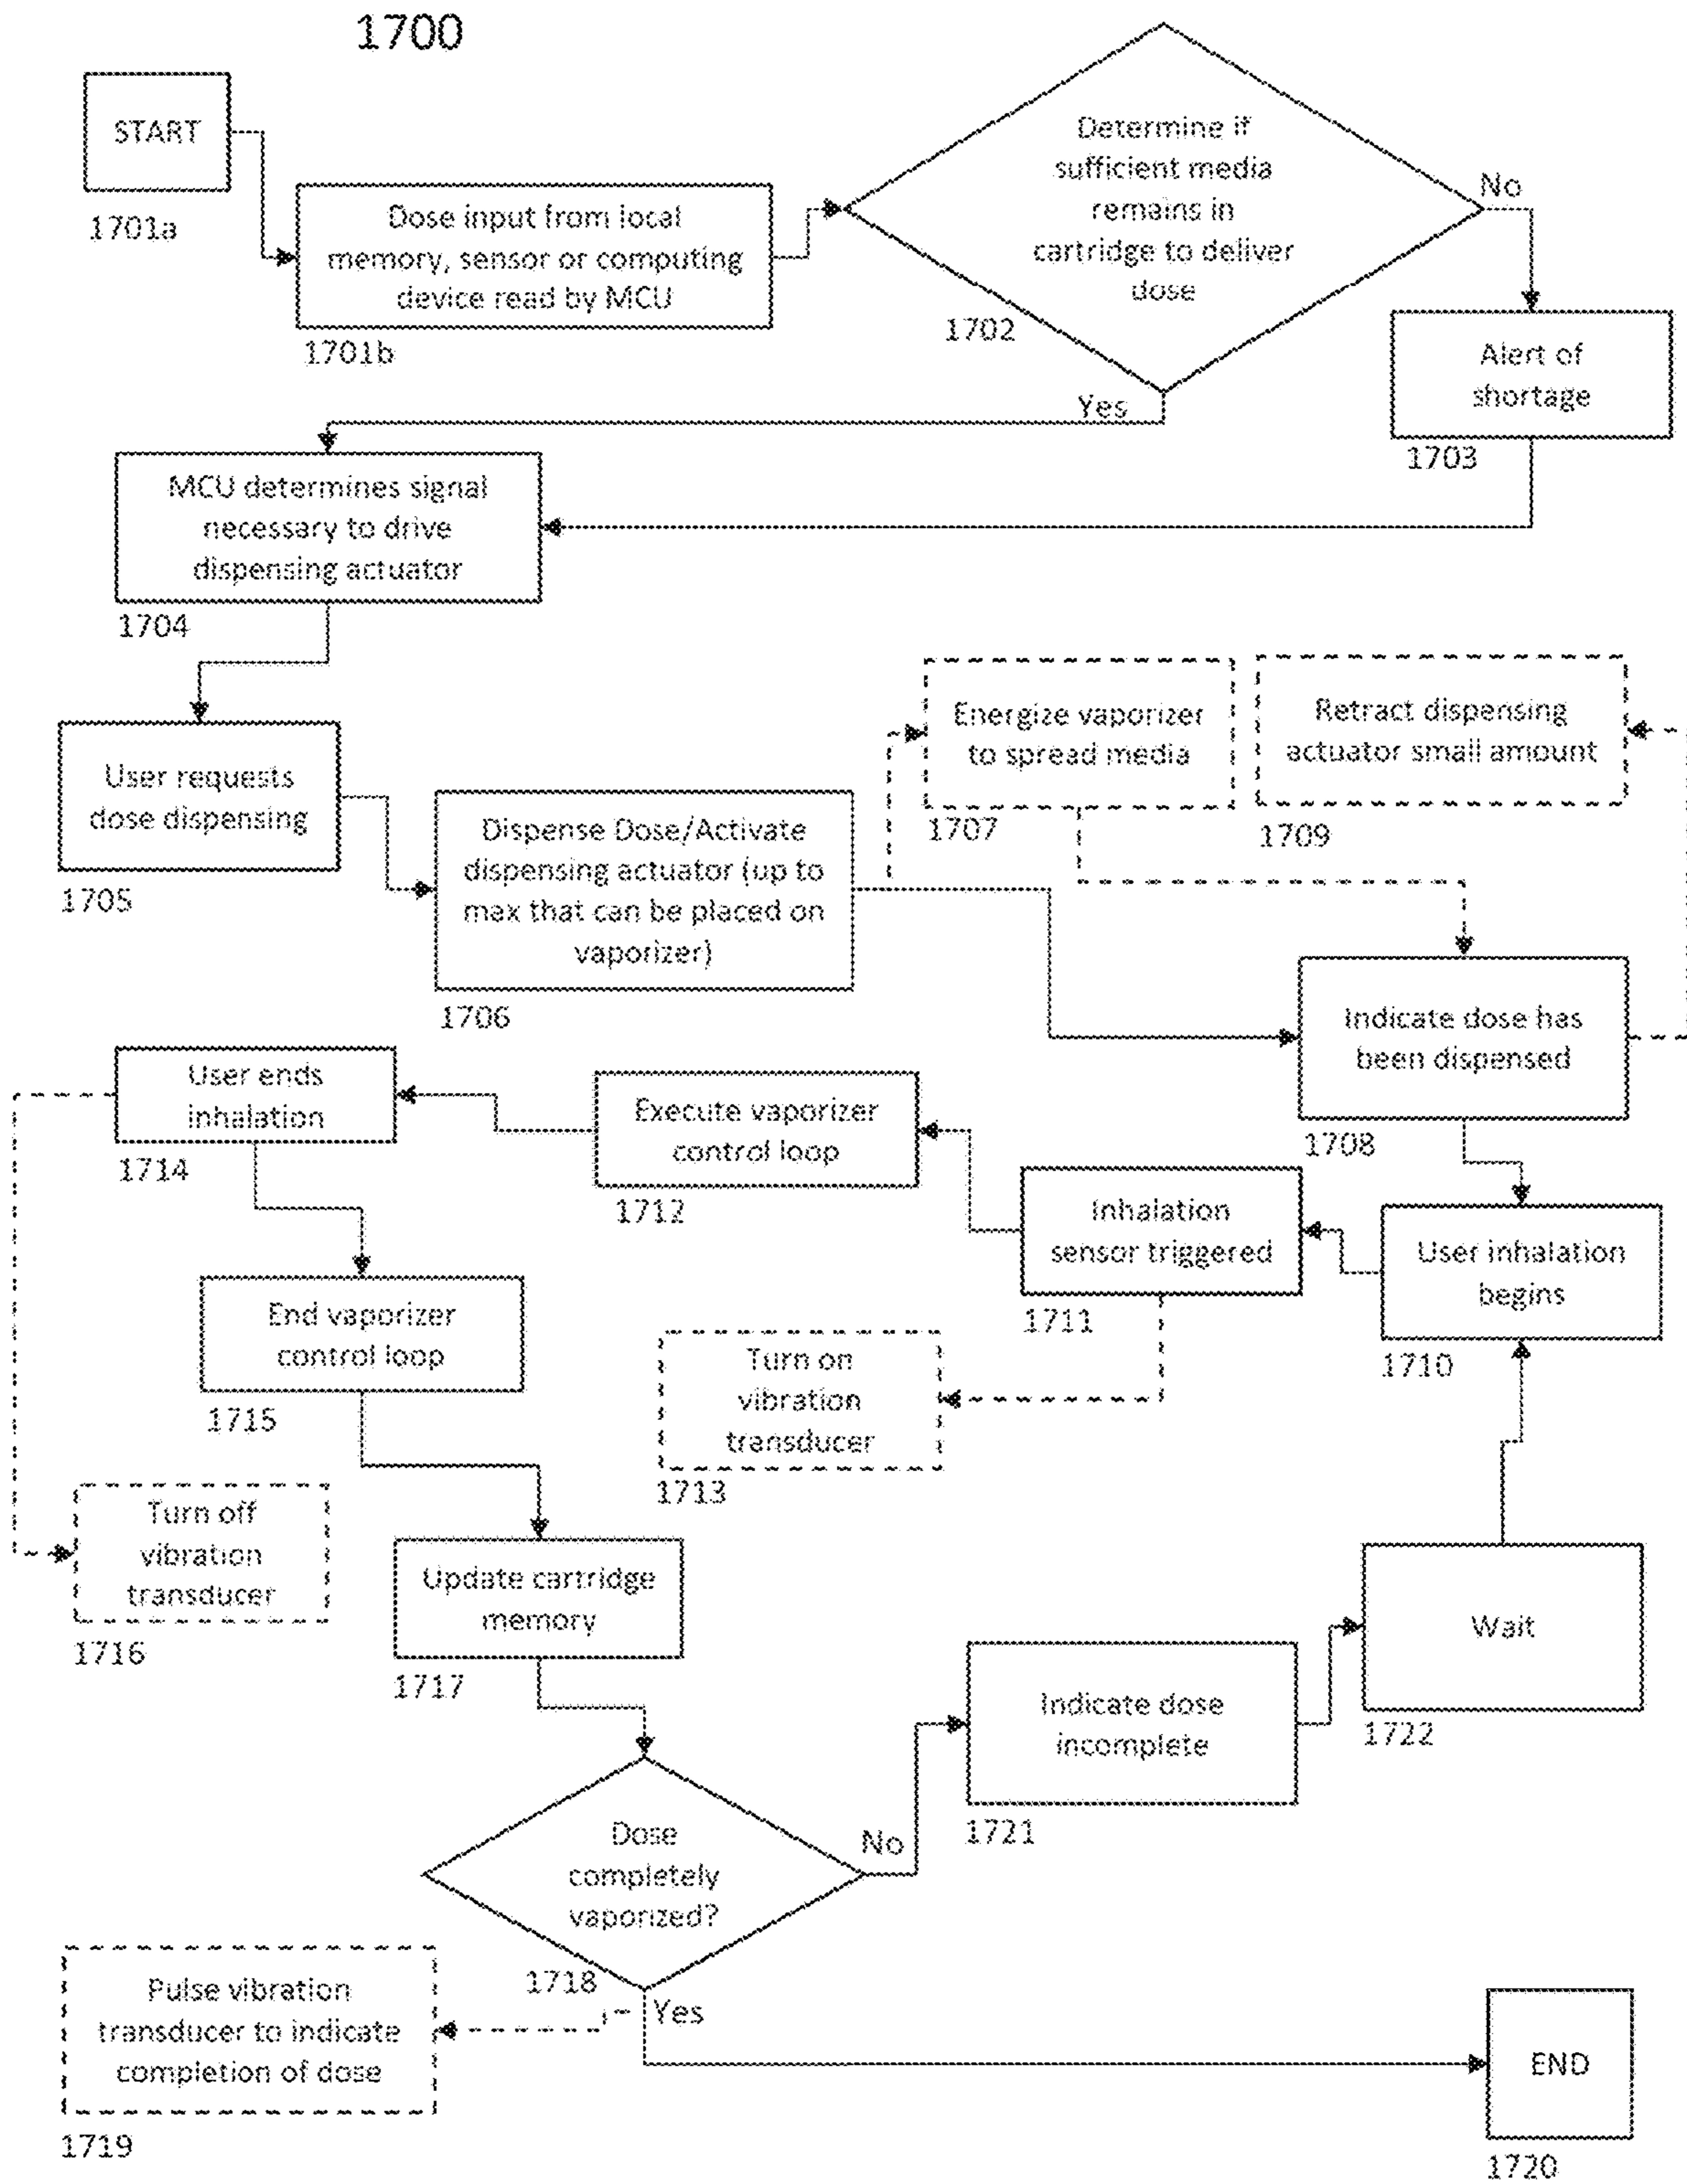 1700
START
1701a
Dose input from local
memory, sensor or computing
device read by MCU
1701b
Determine if
sufficient media
remains in
cartridge to deliver
dose
1702
No
Yes
Alert of
shortage
1703
MCU determines signal
necessary to drive
dispensing actuator
1704
User requests
dose dispensing
1705
Dispense Dose/Activate
dispensing actuator (up to
max that can be placed on
vaporizer)
1706
Energize vaporizer
to spread media
1707
Retract dispensing
actuator small amount
1709
Indicate dose has
been dispensed
1708
User inhalation
begins
1710
Inhalation
sensor triggered
1711
Execute vaporizer
control loop
1712
Turn on
vibration
transducer
1713
User ends
inhalation
1714
End vaporizer
control loop
1715
Turn off
vibration
transducer
1716
Update cartridge
memory
1717
Dose
completely
vaporized?
1718
No
Yes
Indicate dose
incomplete
1721
Wait
1722
Pulse vibration
transducer to indicate
completion of dose
1719
END
1720